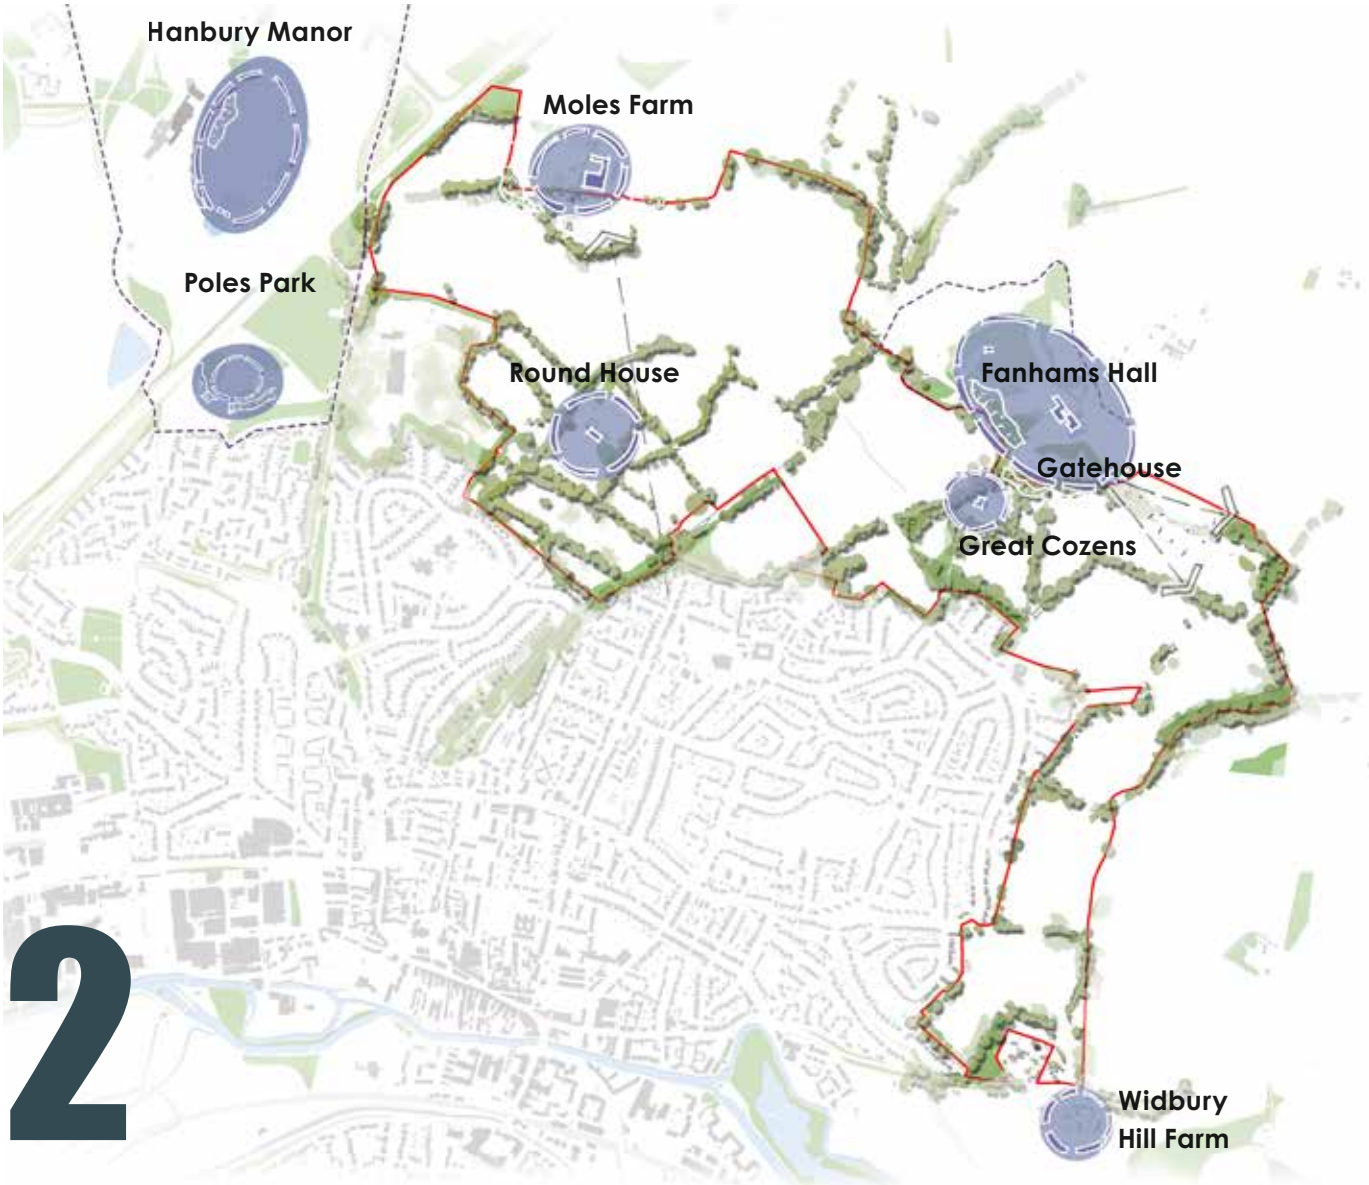 Hanbury Manor
Moles Farm
Poles Park
Round House
Fanhams Hall
Gatehouse
Great Cozens
2
Widbury
Hill Farm